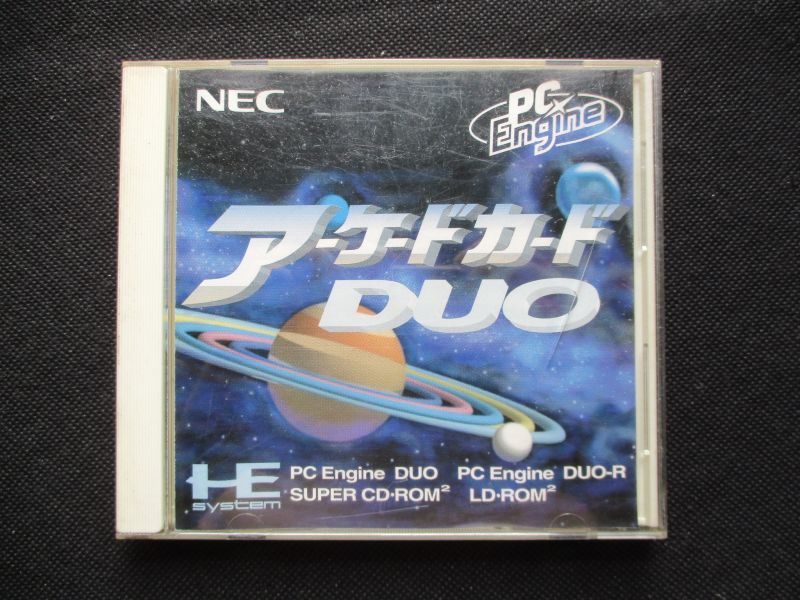 NEC
PC Engine
アーケードカード
DUO
HE system
PC Engine DUO PC Engine DUO-R
SUPER CD・ROM² LD・ROM²